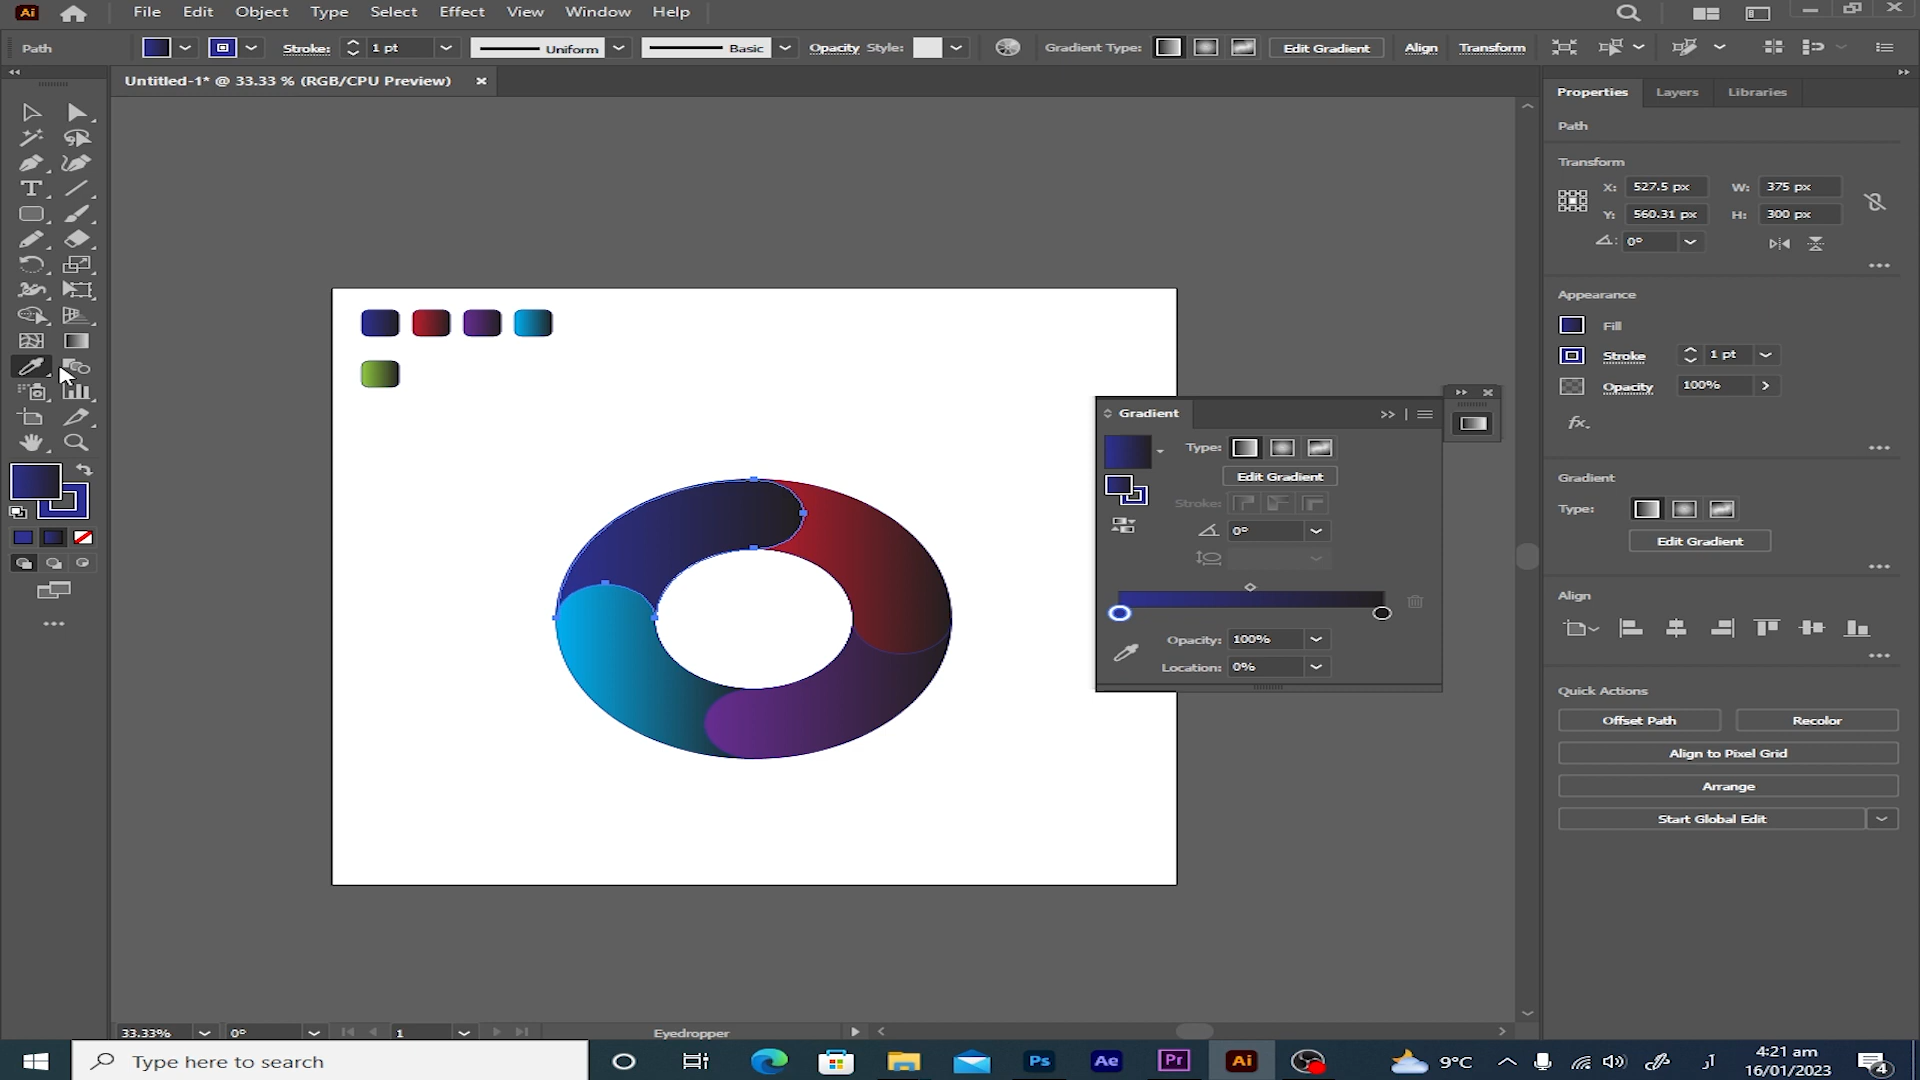 Ai File Edit Object Type Select Effect View Window Help
Path Stroke: 1 pt Uniform Basic Opacity Style: Gradient Type: Edit Gradient Align Transform
Untitled-1* @ 33.33 % (RGB/CPU Preview) ×
Properties Layers Libraries
Path
Transform
X: 527.5 px W: 375 px
Y: 560.31 px H: 300 px
0°
Appearance
Fill
Stroke 1 pt
Opacity 100%
fx.
Gradient
Type:
Edit Gradient
Align
Quick Actions
Offset Path Recolor
Align to Pixel Grid
Arrange
Start Global Edit
Gradient
Type:
Edit Gradient
Stroke:
0°
Opacity: 100%
Location: 0%
33.33% 0° 1 Eyedropper
Type here to search
Ps Ae Pr Ai
9°C
4:21 am
16/01/2023
4